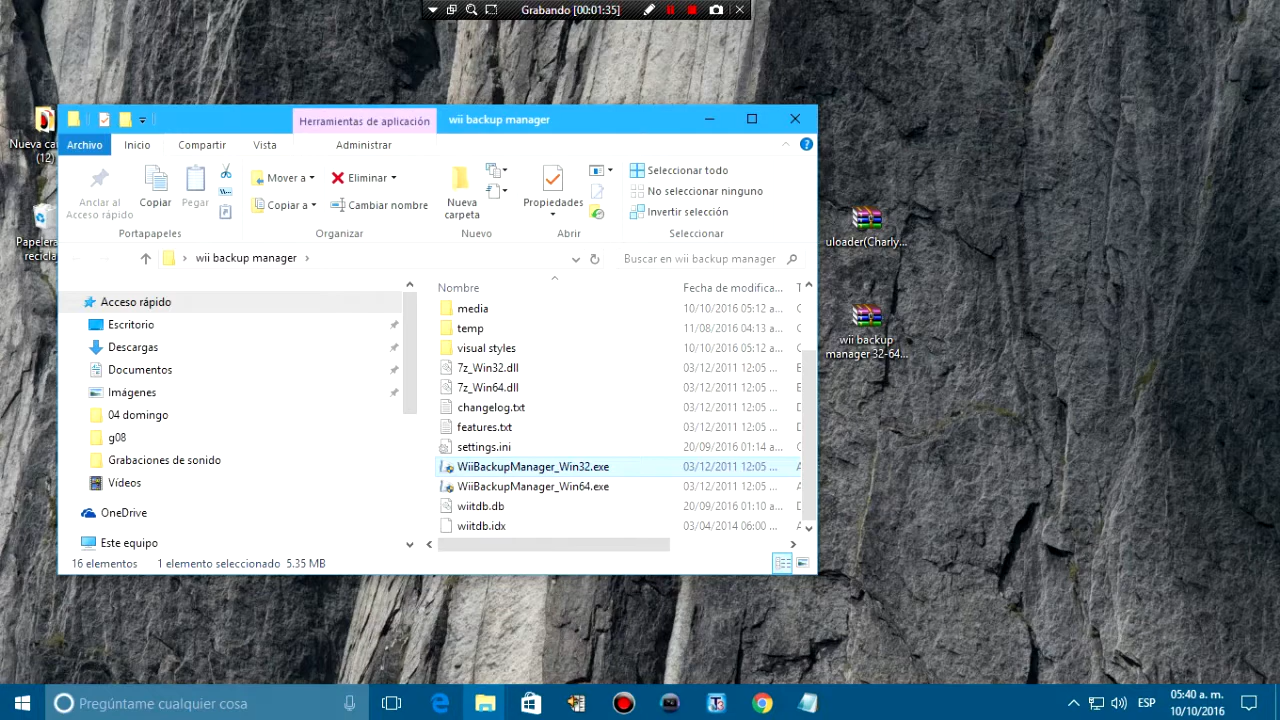 Grabando [00:01:35]
Nueva ca
(12)
Papelera
recicla
Herramientas de aplicación
wii backup manager
Archivo
Inicio
Compartir
Vista
Administrar
Anclar al
Acceso rápido
Copiar
Pegar
Portapapeles
Mover a
Copiar a
Eliminar
Cambiar nombre
Organizar
Nueva
carpeta
Nuevo
Propiedades
Abrir
Seleccionar todo
No seleccionar ninguno
Invertir selección
Seleccionar
wii backup manager
Buscar en wii backup manager
Acceso rápido
Escritorio
Descargas
Documentos
Imágenes
04 domingo
g08
Grabaciones de sonido
Vídeos
OneDrive
Este equipo
Nombre Fecha de modifica... T
media 10/10/2016 05:12 a... C
temp 11/08/2016 04:13 a... C
visual styles 10/10/2016 05:12 a... C
7z_Win32.dll 03/12/2011 12:05 ... E
7z_Win64.dll 03/12/2011 12:05 ... E
changelog.txt 03/12/2011 12:05 ... D
features.txt 03/12/2011 12:05 ... D
settings.ini 20/09/2016 01:14 a... C
WiiBackupManager_Win32.exe 03/12/2011 12:05 ... A
WiiBackupManager_Win64.exe 03/12/2011 12:05 ... A
wiitdb.db 20/09/2016 01:10 a... D
wiitdb.idx 03/04/2014 06:00 ... A
16 elementos 1 elemento seleccionado 5.35 MB
uloader(Charly...
wii backup
manager 32-64...
Pregúntame cualquier cosa
ESP
05:40 a. m.
10/10/2016